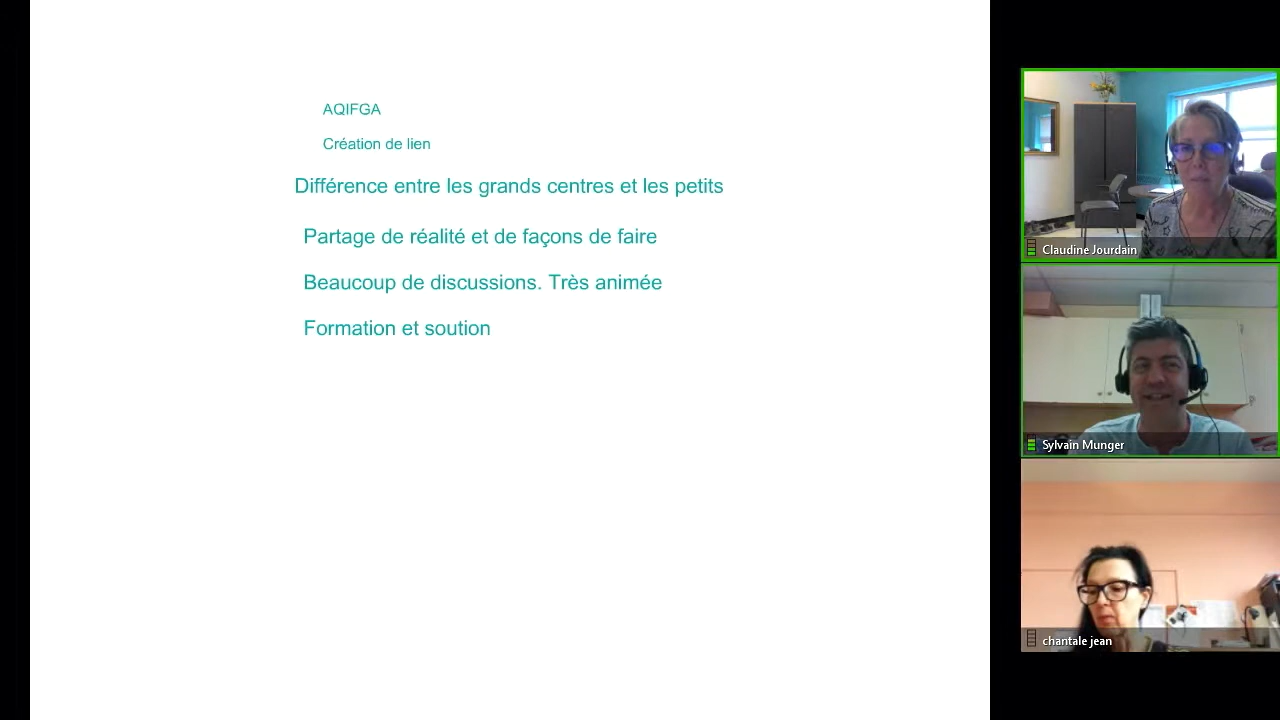 AQIFGA
Création de lien
Différence entre les grands centres et les petits
Partage de réalité et de façons de faire
Beaucoup de discussions. Très animée
Formation et soution
Claudine Jourdain
Sylvain Munger
chantale jean